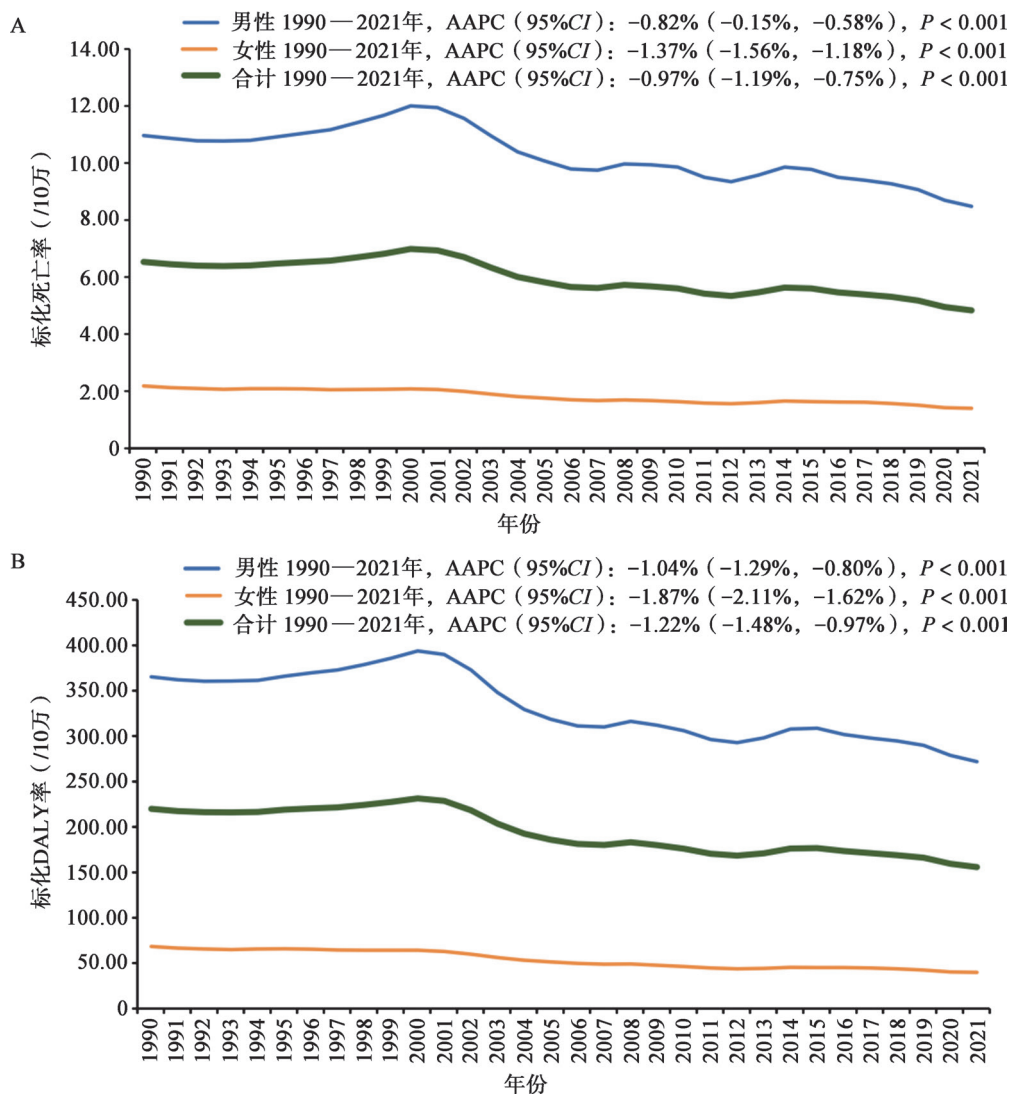 A
男性 1990—2021年，AAPC（95%CI）：-0.82%（-0.15%，-0.58%），P < 0.001
女性 1990—2021年，AAPC（95%CI）：-1.37%（-1.56%，-1.18%），P < 0.001
合计 1990—2021年，AAPC（95%CI）：-0.97%（-1.19%，-0.75%），P < 0.001
标化死亡率（/10万）
14.00
12.00
10.00
8.00
6.00
4.00
2.00
0
1990 1991 1992 1993 1994 1995 1996 1997 1998 1999 2000 2001 2002 2003 2004 2005 2006 2007 2008 2009 2010 2011 2012 2013 2014 2015 2016 2017 2018 2019 2020 2021
年份
B
男性 1990—2021年，AAPC（95%CI）：-1.04%（-1.29%，-0.80%），P < 0.001
女性 1990—2021年，AAPC（95%CI）：-1.87%（-2.11%，-1.62%），P < 0.001
合计 1990—2021年，AAPC（95%CI）：-1.22%（-1.48%，-0.97%），P < 0.001
标化DALY率（/10万）
450.00
400.00
350.00
300.00
250.00
200.00
150.00
100.00
50.00
0
1990 1991 1992 1993 1994 1995 1996 1997 1998 1999 2000 2001 2002 2003 2004 2005 2006 2007 2008 2009 2010 2011 2012 2013 2014 2015 2016 2017 2018 2019 2020 2021
年份